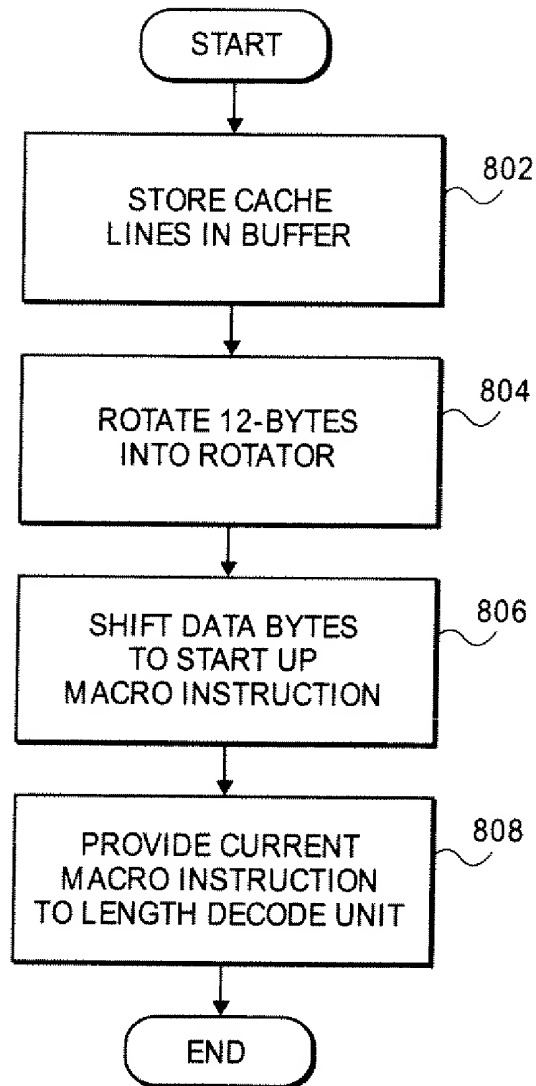 START
802
STORE CACHE
LINES IN BUFFER
804
ROTATE 12-BYTES
INTO ROTATOR
806
SHIFT DATA BYTES
TO START UP
MACRO INSTRUCTION
808
PROVIDE CURRENT
MACRO INSTRUCTION
TO LENGTH DECODE UNIT
END